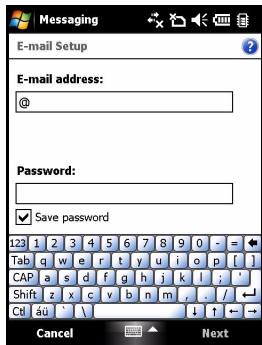 Messaging
E-mail Setup
E-mail address:
@
Password:
Save password
123 1 2 3 4 5 6 7 8 9 0 - =
Tab q w e r t y u i o p [ ]
CAP a s d f g h j k l ; '
Shift z x c v b n m , . /
Ctl áü ` \
Cancel Next